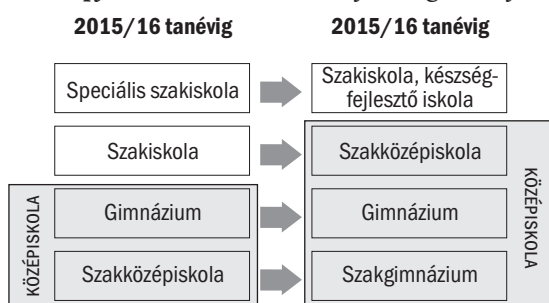 2015/16 tanévig
2015/16 tanévig
Speciális szakiskola
Szakiskola, készség-
fejlesztő iskola
Szakiskola
Szakközépiskola
Gimnázium
Gimnázium
Szakközépiskola
Szakgimnázium
KÖZÉPISKOLA
KÖZÉPISKOLA